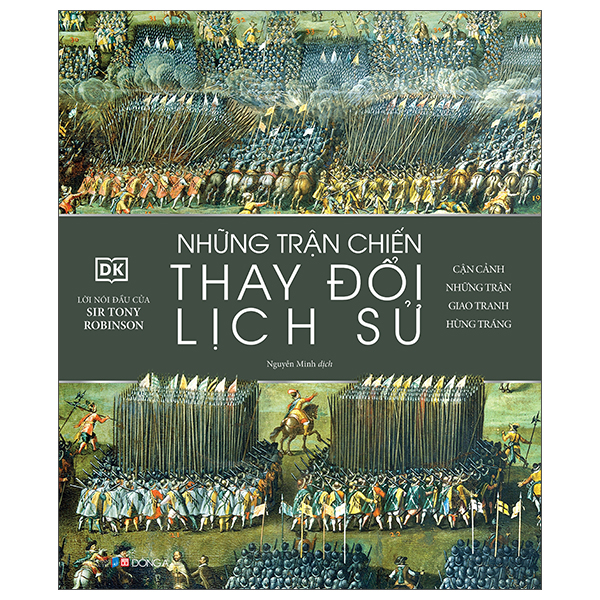 NHỮNG TRẬN CHIẾN
THAY ĐỔI
LỊCH SỬ
DK
LỜI NÓI ĐẦU CỦA
SIR TONY
ROBINSON
CẬN CẢNH
NHỮNG TRẬN
GIAO TRANH
HÙNG TRÁNG
Nguyễn Minh dịch
ĐÔNG A